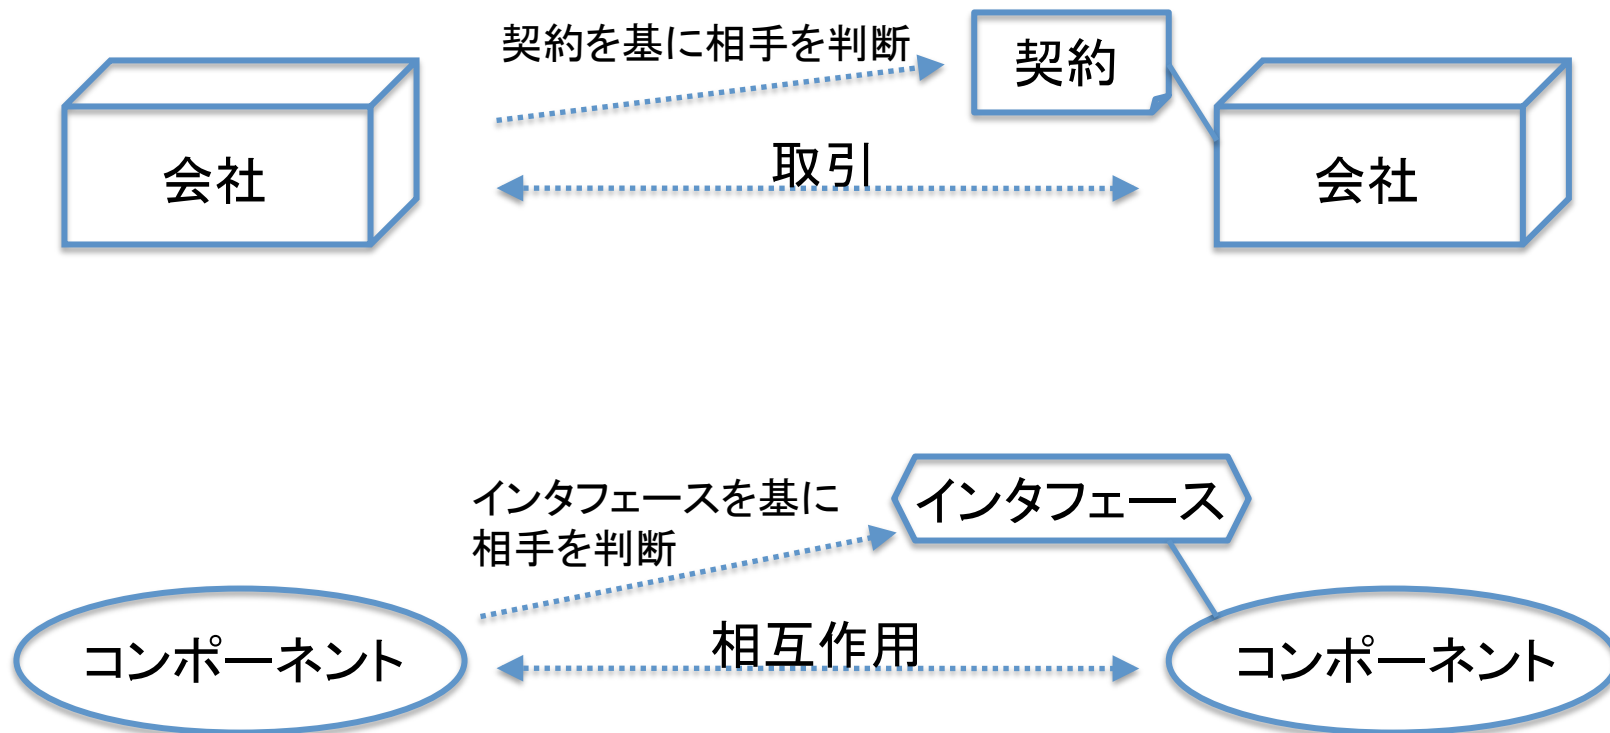 契約を基に相手を判断
契約
取引
会社
会社
インタフェースを基に
相手を判断
インタフェース
相互作用
コンポーネント
コンポーネント